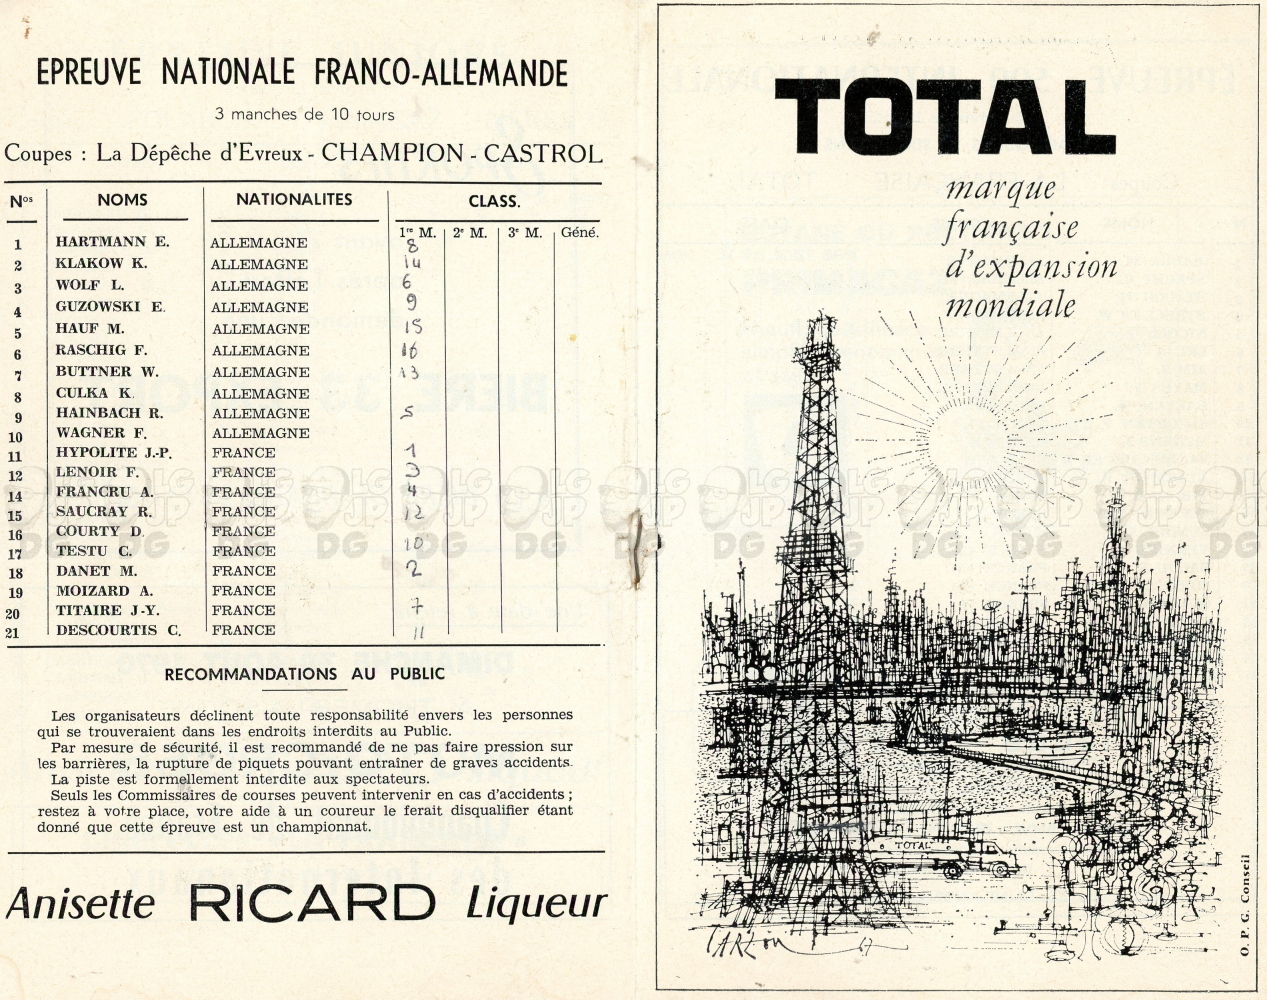 EPREUVE NATIONALE FRANCO-ALLEMANDE
3 manches de 10 tours
Coupes : La Dépêche d'Evreux - CHAMPION - CASTROL
Nos NOMS NATIONALITES CLASS.
1re M. 2e M. 3e M. Géné.
1 HARTMANN E. ALLEMAGNE 8
2 KLAKOW K. ALLEMAGNE 14
3 WOLF L. ALLEMAGNE 6
4 GUZOWSKI E. ALLEMAGNE 9
5 HAUF M. ALLEMAGNE 15
6 RASCHIG F. ALLEMAGNE 16
7 BUTTNER W. ALLEMAGNE 13
8 CULKA K. ALLEMAGNE
9 HAINBACH R. ALLEMAGNE 5
10 WAGNER F. ALLEMAGNE
11 HYPOLITE J.-P. FRANCE 1
12 LENOIR F. FRANCE 3
14 FRANCRU A. FRANCE 4
15 SAUCRAY R. FRANCE 12
16 COURTY D. FRANCE
17 TESTU C. FRANCE 10
18 DANET M. FRANCE 2
19 MOIZARD A. FRANCE
20 TITAIRE J-Y. FRANCE 7
21 DESCOURTIS C. FRANCE 11
RECOMMANDATIONS AU PUBLIC
Les organisateurs déclinent toute responsabilité envers les personnes
qui se trouveraient dans les endroits interdits au Public.
Par mesure de sécurité, il est recommandé de ne pas faire pression sur
les barrières, la rupture de piquets pouvant entraîner de graves accidents.
La piste est formellement interdite aux spectateurs.
Seuls les Commissaires de courses peuvent intervenir en cas d'accidents ;
restez à votre place, votre aide à un coureur le ferait disqualifier étant
donné que cette épreuve est un championnat.
Anisette RICARD Liqueur
TOTAL
marque
française
d'expansion
mondiale
TOTAL
TOTAL
CARZOU 67
O. P. G. Conseil
LG JP DG